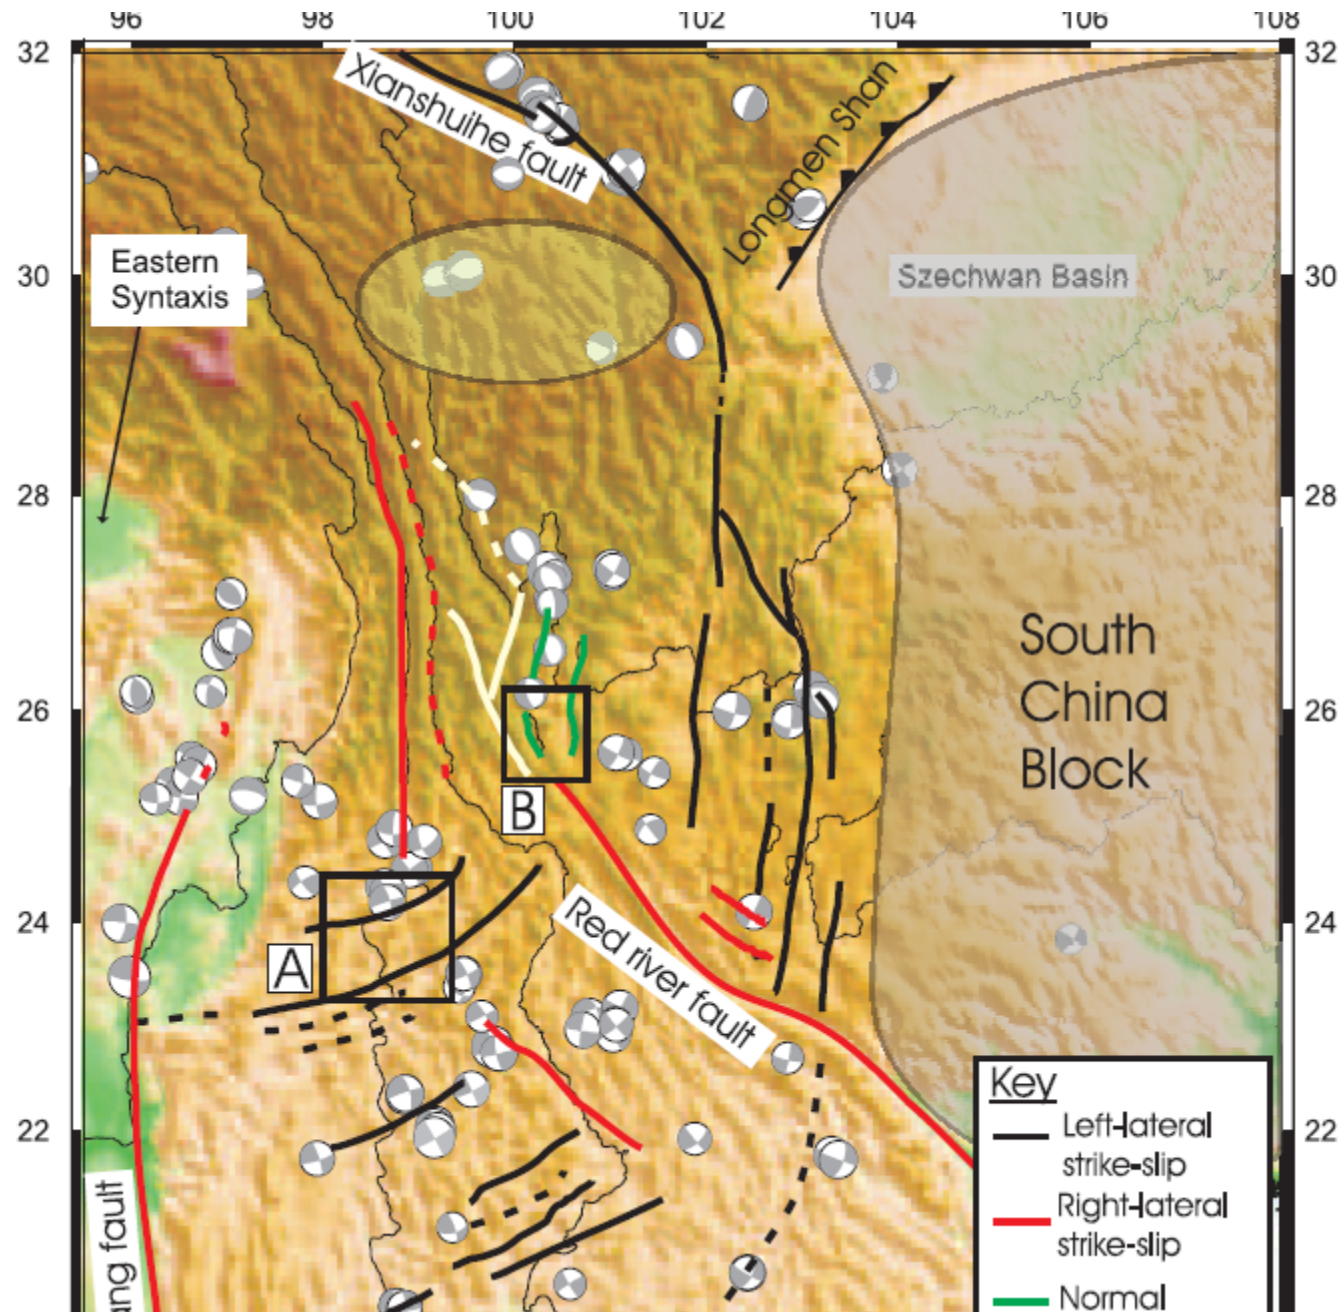 96 98 100 102 104 106 108
32 32
Xianshuihe fault
Longmen Shan
Eastern
Syntaxis
30 30
Szechwan Basin
28 28
South
China
Block
26 26
B
24 24
A
Red river fault
22 22
Key
Left-lateral
strike-slip
Right-lateral
strike-slip
Normal
fault